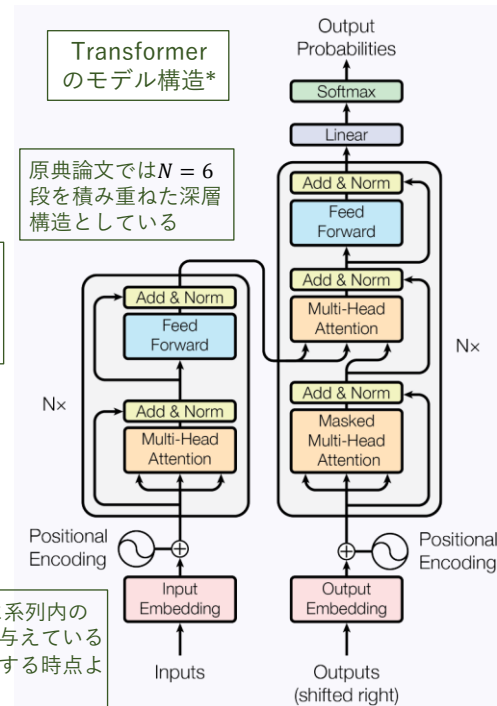 Transformer
のモデル構造*
原典論文では𝑁 = 6
段を積み重ねた深層
構造としている
Output
Probabilities
Softmax
Linear
Add & Norm
Feed
Forward
Add & Norm
Multi-Head
Attention
Add & Norm
Masked
Multi-Head
Attention
N×
Add & Norm
Feed
Forward
Add & Norm
Multi-Head
Attention
N×
Positional
Encoding
Positional
Encoding
Input
Embedding
Output
Embedding
系列内の
与えている
する時点よ
Inputs
Outputs
(shifted right)